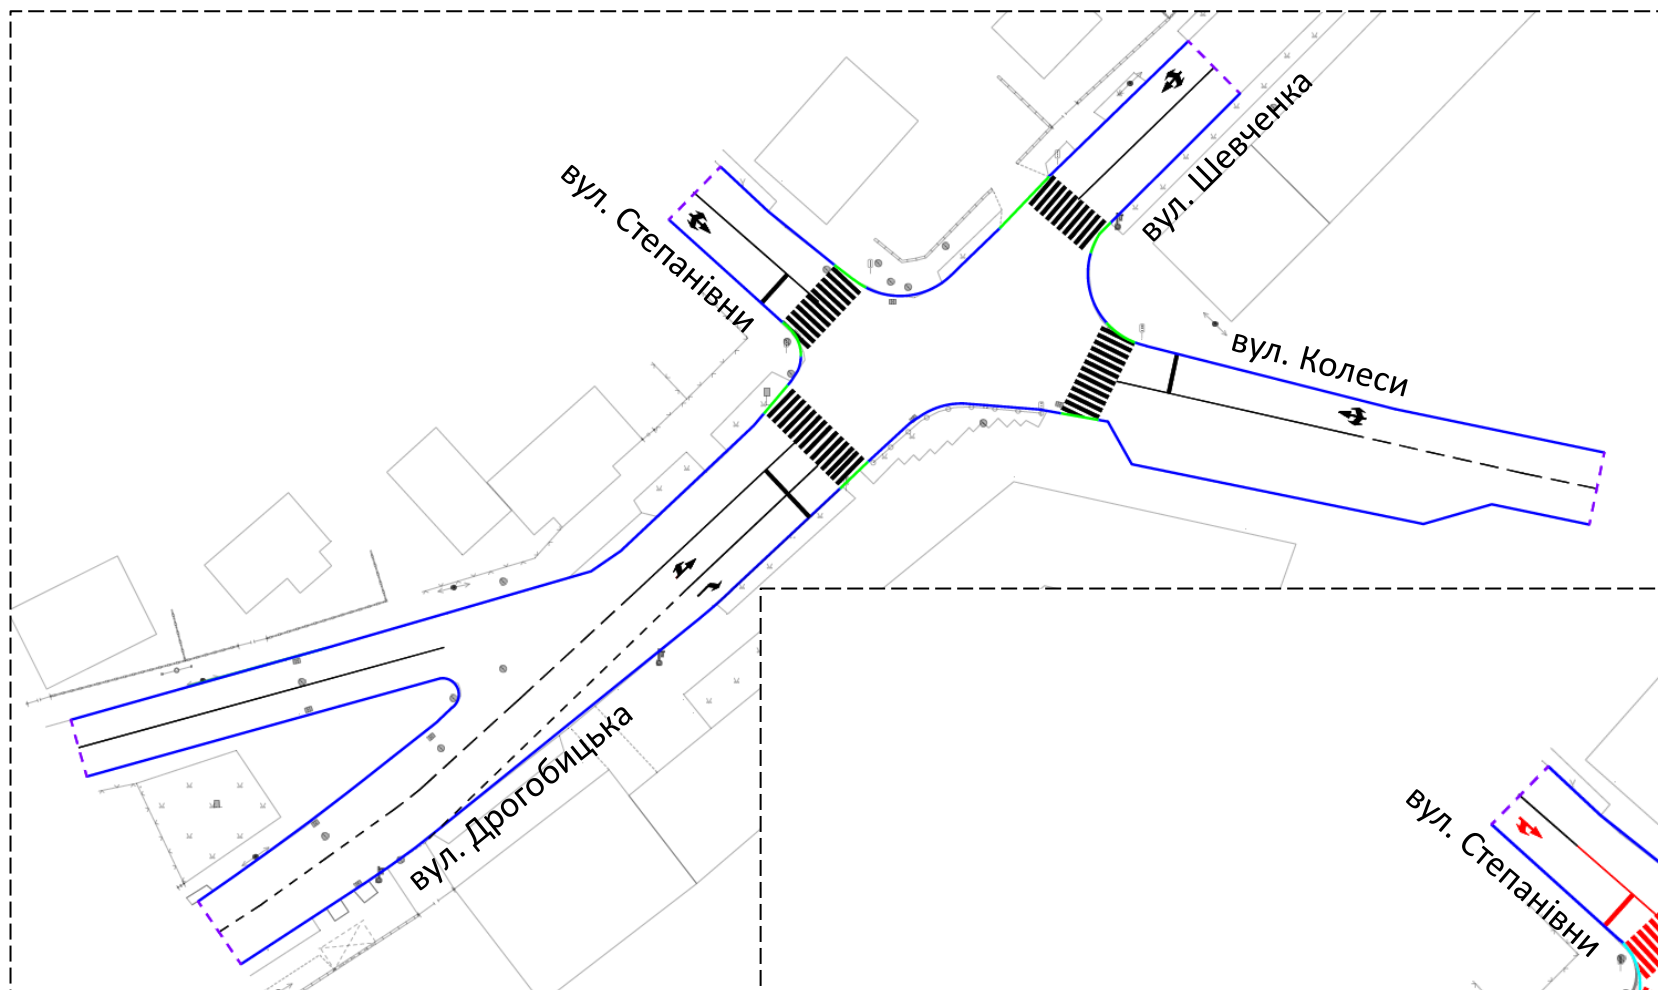 вул. Шевченка
вул. Степанівни
вул. Колеси
вул. Дрогобицька
вул. Степанівни